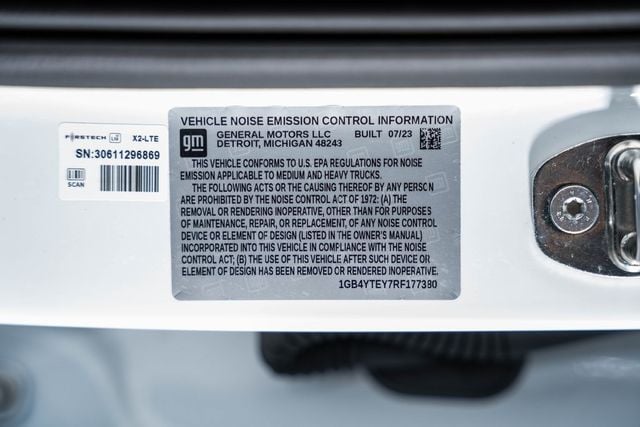 VEHICLE NOISE EMISSION CONTROL INFORMATION
gm GENERAL MOTORS LLC BUILT 07/23
DETROIT, MICHIGAN 48243
THIS VEHICLE CONFORMS TO U.S. EPA REGULATIONS FOR NOISE
EMISSION APPLICABLE TO MEDIUM AND HEAVY TRUCKS.
THE FOLLOWING ACTS OR THE CAUSING THEREOF BY ANY PERSON
ARE PROHIBITED BY THE NOISE CONTROL ACT OF 1972: (A) THE
REMOVAL OR RENDERING INOPERATIVE, OTHER THAN FOR PURPOSES
OF MAINTENANCE, REPAIR, OR REPLACEMENT, OF ANY NOISE CONTROL
DEVICE OR ELEMENT OF DESIGN (LISTED IN THE OWNER'S MANUAL)
INCORPORATED INTO THIS VEHICLE IN COMPLIANCE WITH THE NOISE
CONTROL ACT; (B) THE USE OF THIS VEHICLE AFTER SUCH DEVICE OR
ELEMENT OF DESIGN HAS BEEN REMOVED OR RENDERED INOPERATIVE.
1GB4YTEY7RF177380
FIRSTECH LTE X2-LTE
SN:30611296869
SCAN